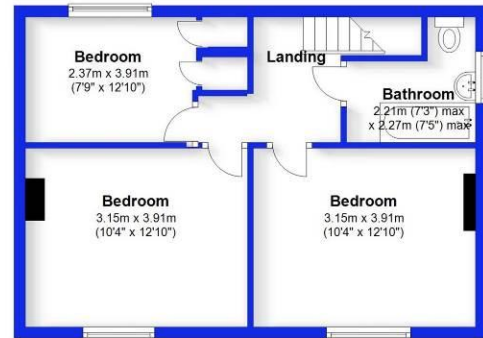 Bedroom
2.37m x 3.91m
(7'9" x 12'10")
Landing
Bathroom
2.21m (7'3") max
x 2.27m (7'5") max
Bedroom
3.15m x 3.91m
(10'4" x 12'10")
Bedroom
3.15m x 3.91m
(10'4" x 12'10")